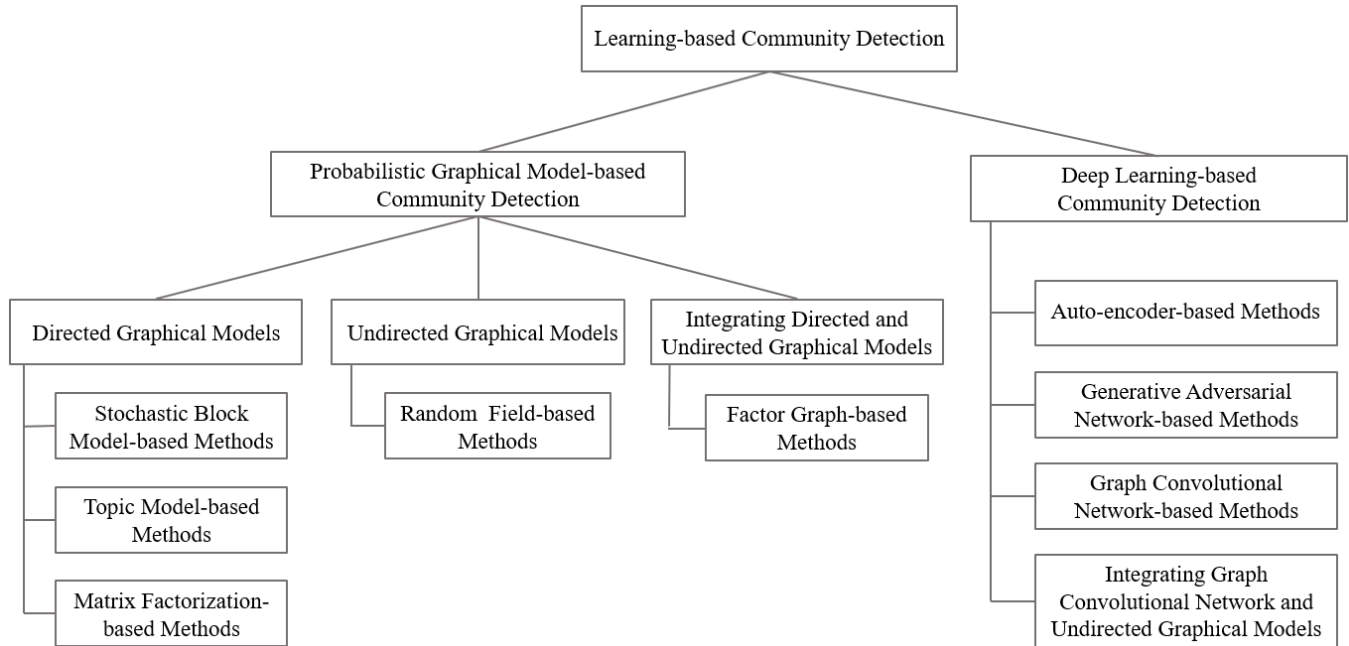 Learning-based Community Detection
Probabilistic Graphical Model-based
Community Detection
Deep Learning-based
Community Detection
Directed Graphical Models
Undirected Graphical Models
Integrating Directed and
Undirected Graphical Models
Stochastic Block
Model-based Methods
Topic Model-based
Methods
Matrix Factorization-
based Methods
Random Field-based
Methods
Factor Graph-based
Methods
Auto-encoder-based Methods
Generative Adversarial
Network-based Methods
Graph Convolutional
Network-based Methods
Integrating Graph
Convolutional Network and
Undirected Graphical Models